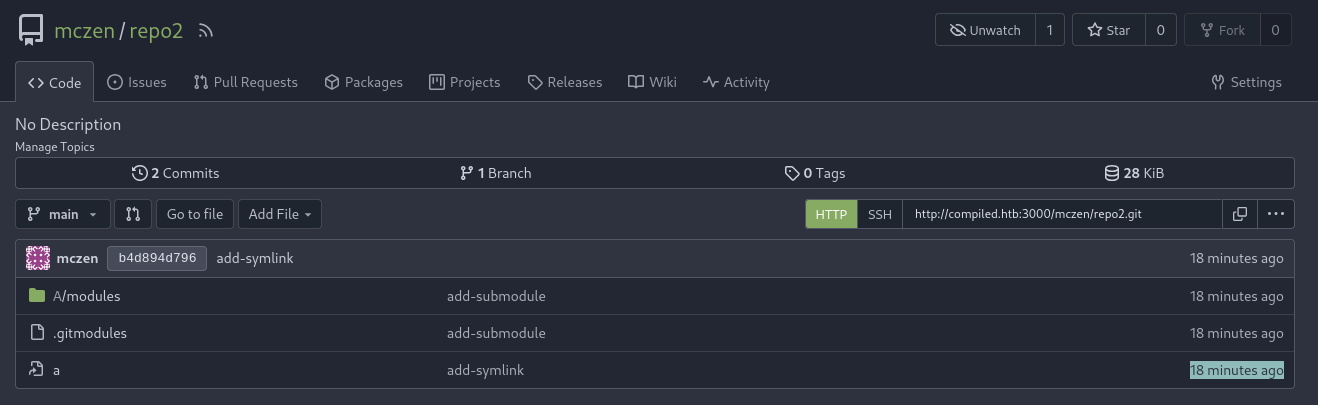 mczen / repo2 Unwatch 1 Star 0 Fork 0
Code Issues Pull Requests Packages Projects Releases Wiki Activity Settings
No Description
Manage Topics
2 Commits 1 Branch 0 Tags 28 KiB
main Go to file Add File HTTP SSH http://compiled.htb:3000/mczen/repo2.git
mczen b4d894d796 add-symlink 18 minutes ago
A/modules add-submodule 18 minutes ago
.gitmodules add-submodule 18 minutes ago
a add-symlink 18 minutes ago